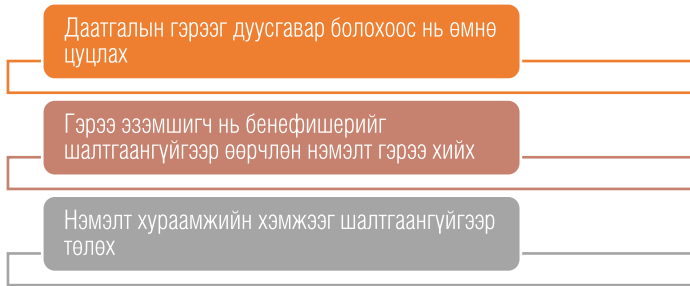 Даатгалын гэрээг дуусгавар болохоос нь өмнө
цуцлах
Гэрээ эзэмшигч нь бенефишерийг
шалтгаангүйгээр өөрчлөн нэмэлт гэрээ хийх
Нэмэлт хураамжийн хэмжээг шалтгаангүйгээр
төлөх